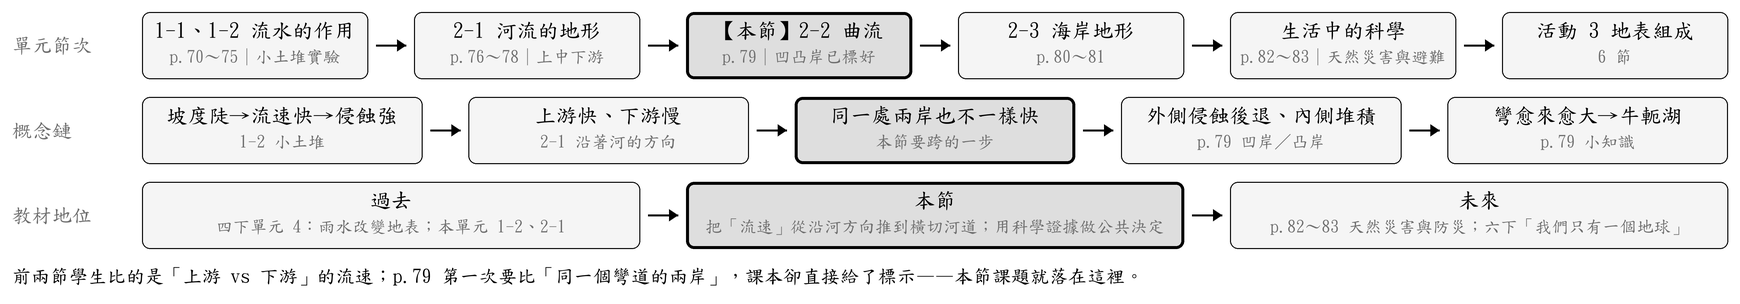 單元節次
1-1、1-2 流水的作用
p.70～75｜小土堆實驗
2-1 河流的地形
p.76～78｜上中下游
【本節】2-2 曲流
p.79｜凹凸岸已標好
2-3 海岸地形
p.80～81
生活中的科學
p.82～83｜天然災害與避難
活動 3 地表組成
6 節
概念鏈
坡度陡→流速快→侵蝕強
1-2 小土堆
上游快、下游慢
2-1 沿著河的方向
同一處兩岸也不一樣快
本節要跨的一步
外側侵蝕後退、內側堆積
p.79 凹岸／凸岸
彎愈來愈大→牛軛湖
p.79 小知識
教材地位
過去
四下單元 4：雨水改變地表；本單元 1-2、2-1
本節
把「流速」從沿河方向推到橫切河道；用科學證據做公共決定
未來
p.82～83 天然災害與防災；六下「我們只有一個地球」
前兩節學生比的是「上游 vs 下游」的流速；p.79 第一次要比「同一個彎道的兩岸」，課本卻直接給了標示──本節課題就落在這裡。